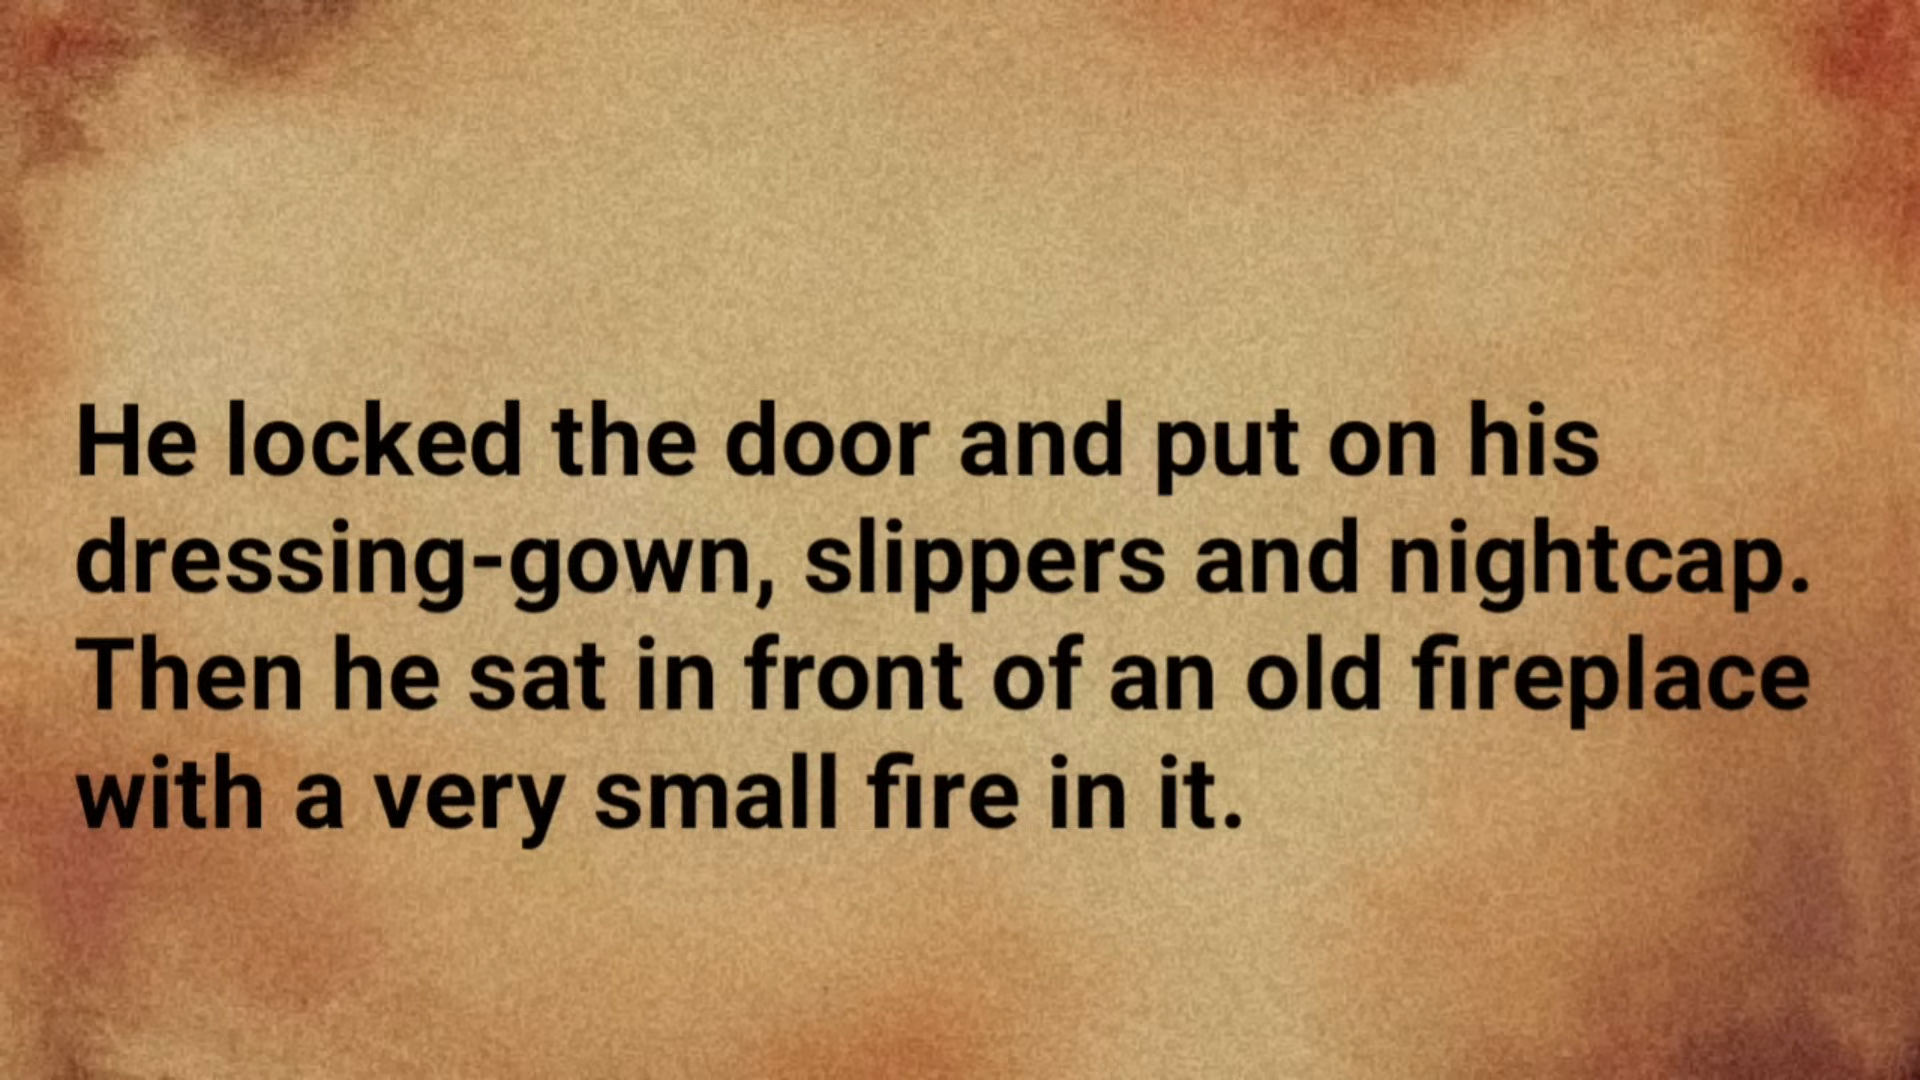 He locked the door and put on his
dressing-gown, slippers and nightcap.
Then he sat in front of an old fireplace
with a very small fire in it.